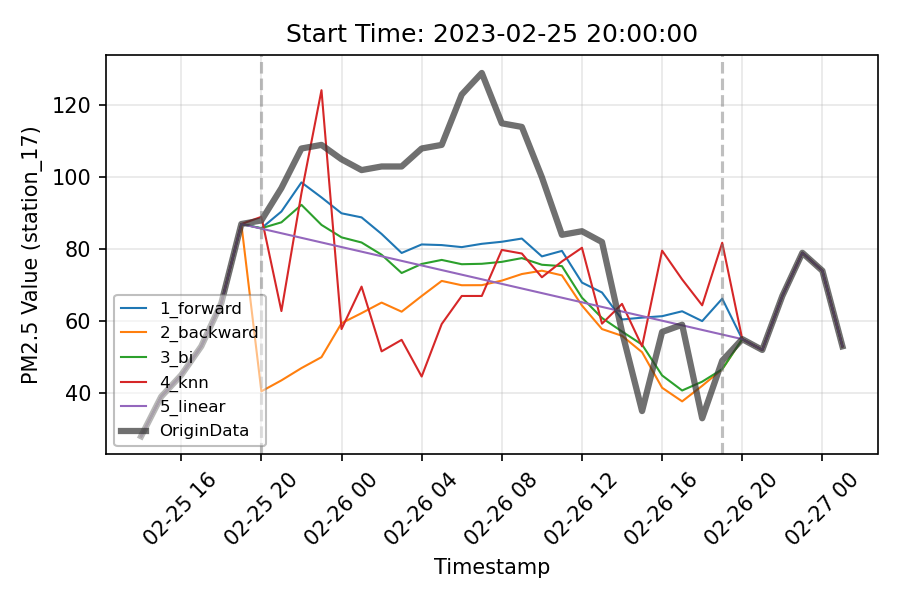 Start Time: 2023-02-25 20:00:00
PM2.5 Value (station_17)
120
100
80
60
40
1_forward
2_backward
3_bi
4_knn
5_linear
OriginData
02-25 16
02-25 20
02-26 00
02-26 04
02-26 08
02-26 12
02-26 16
02-26 20
02-27 00
Timestamp